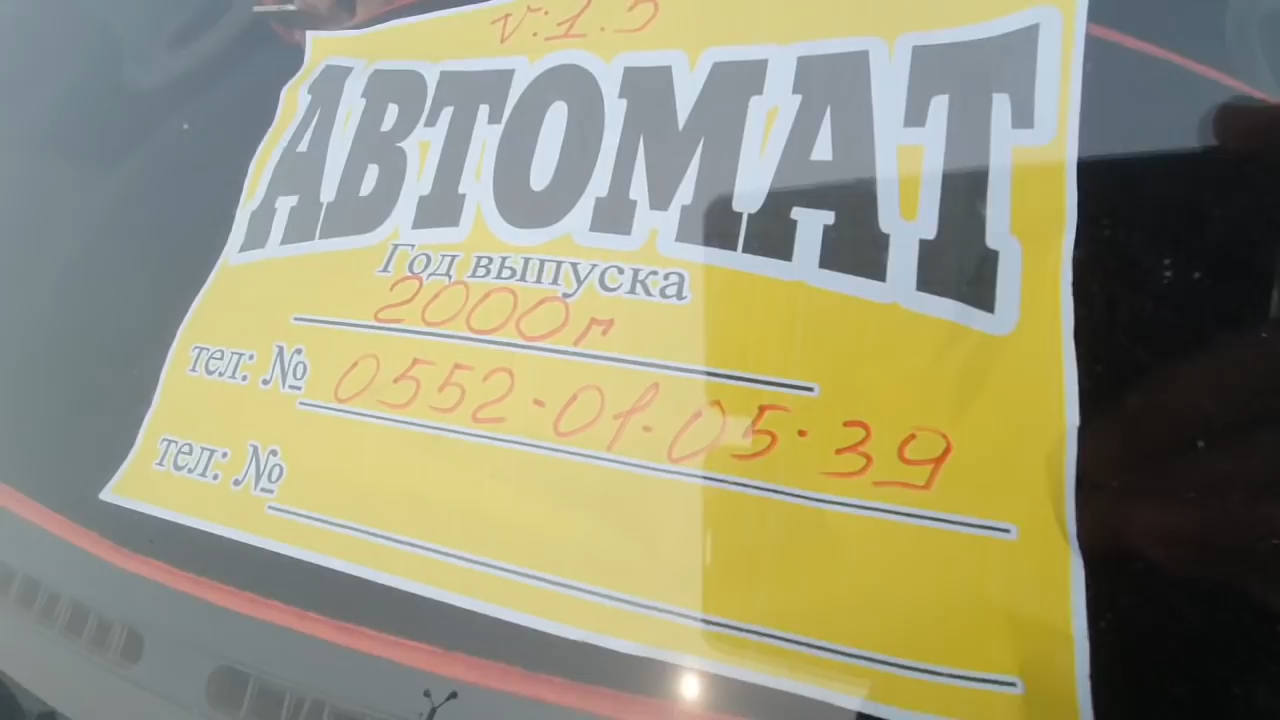 v:1.5
АВТОМАТ
Год выпуска
2000г
тел: № 0552-01-05-39
тел: №